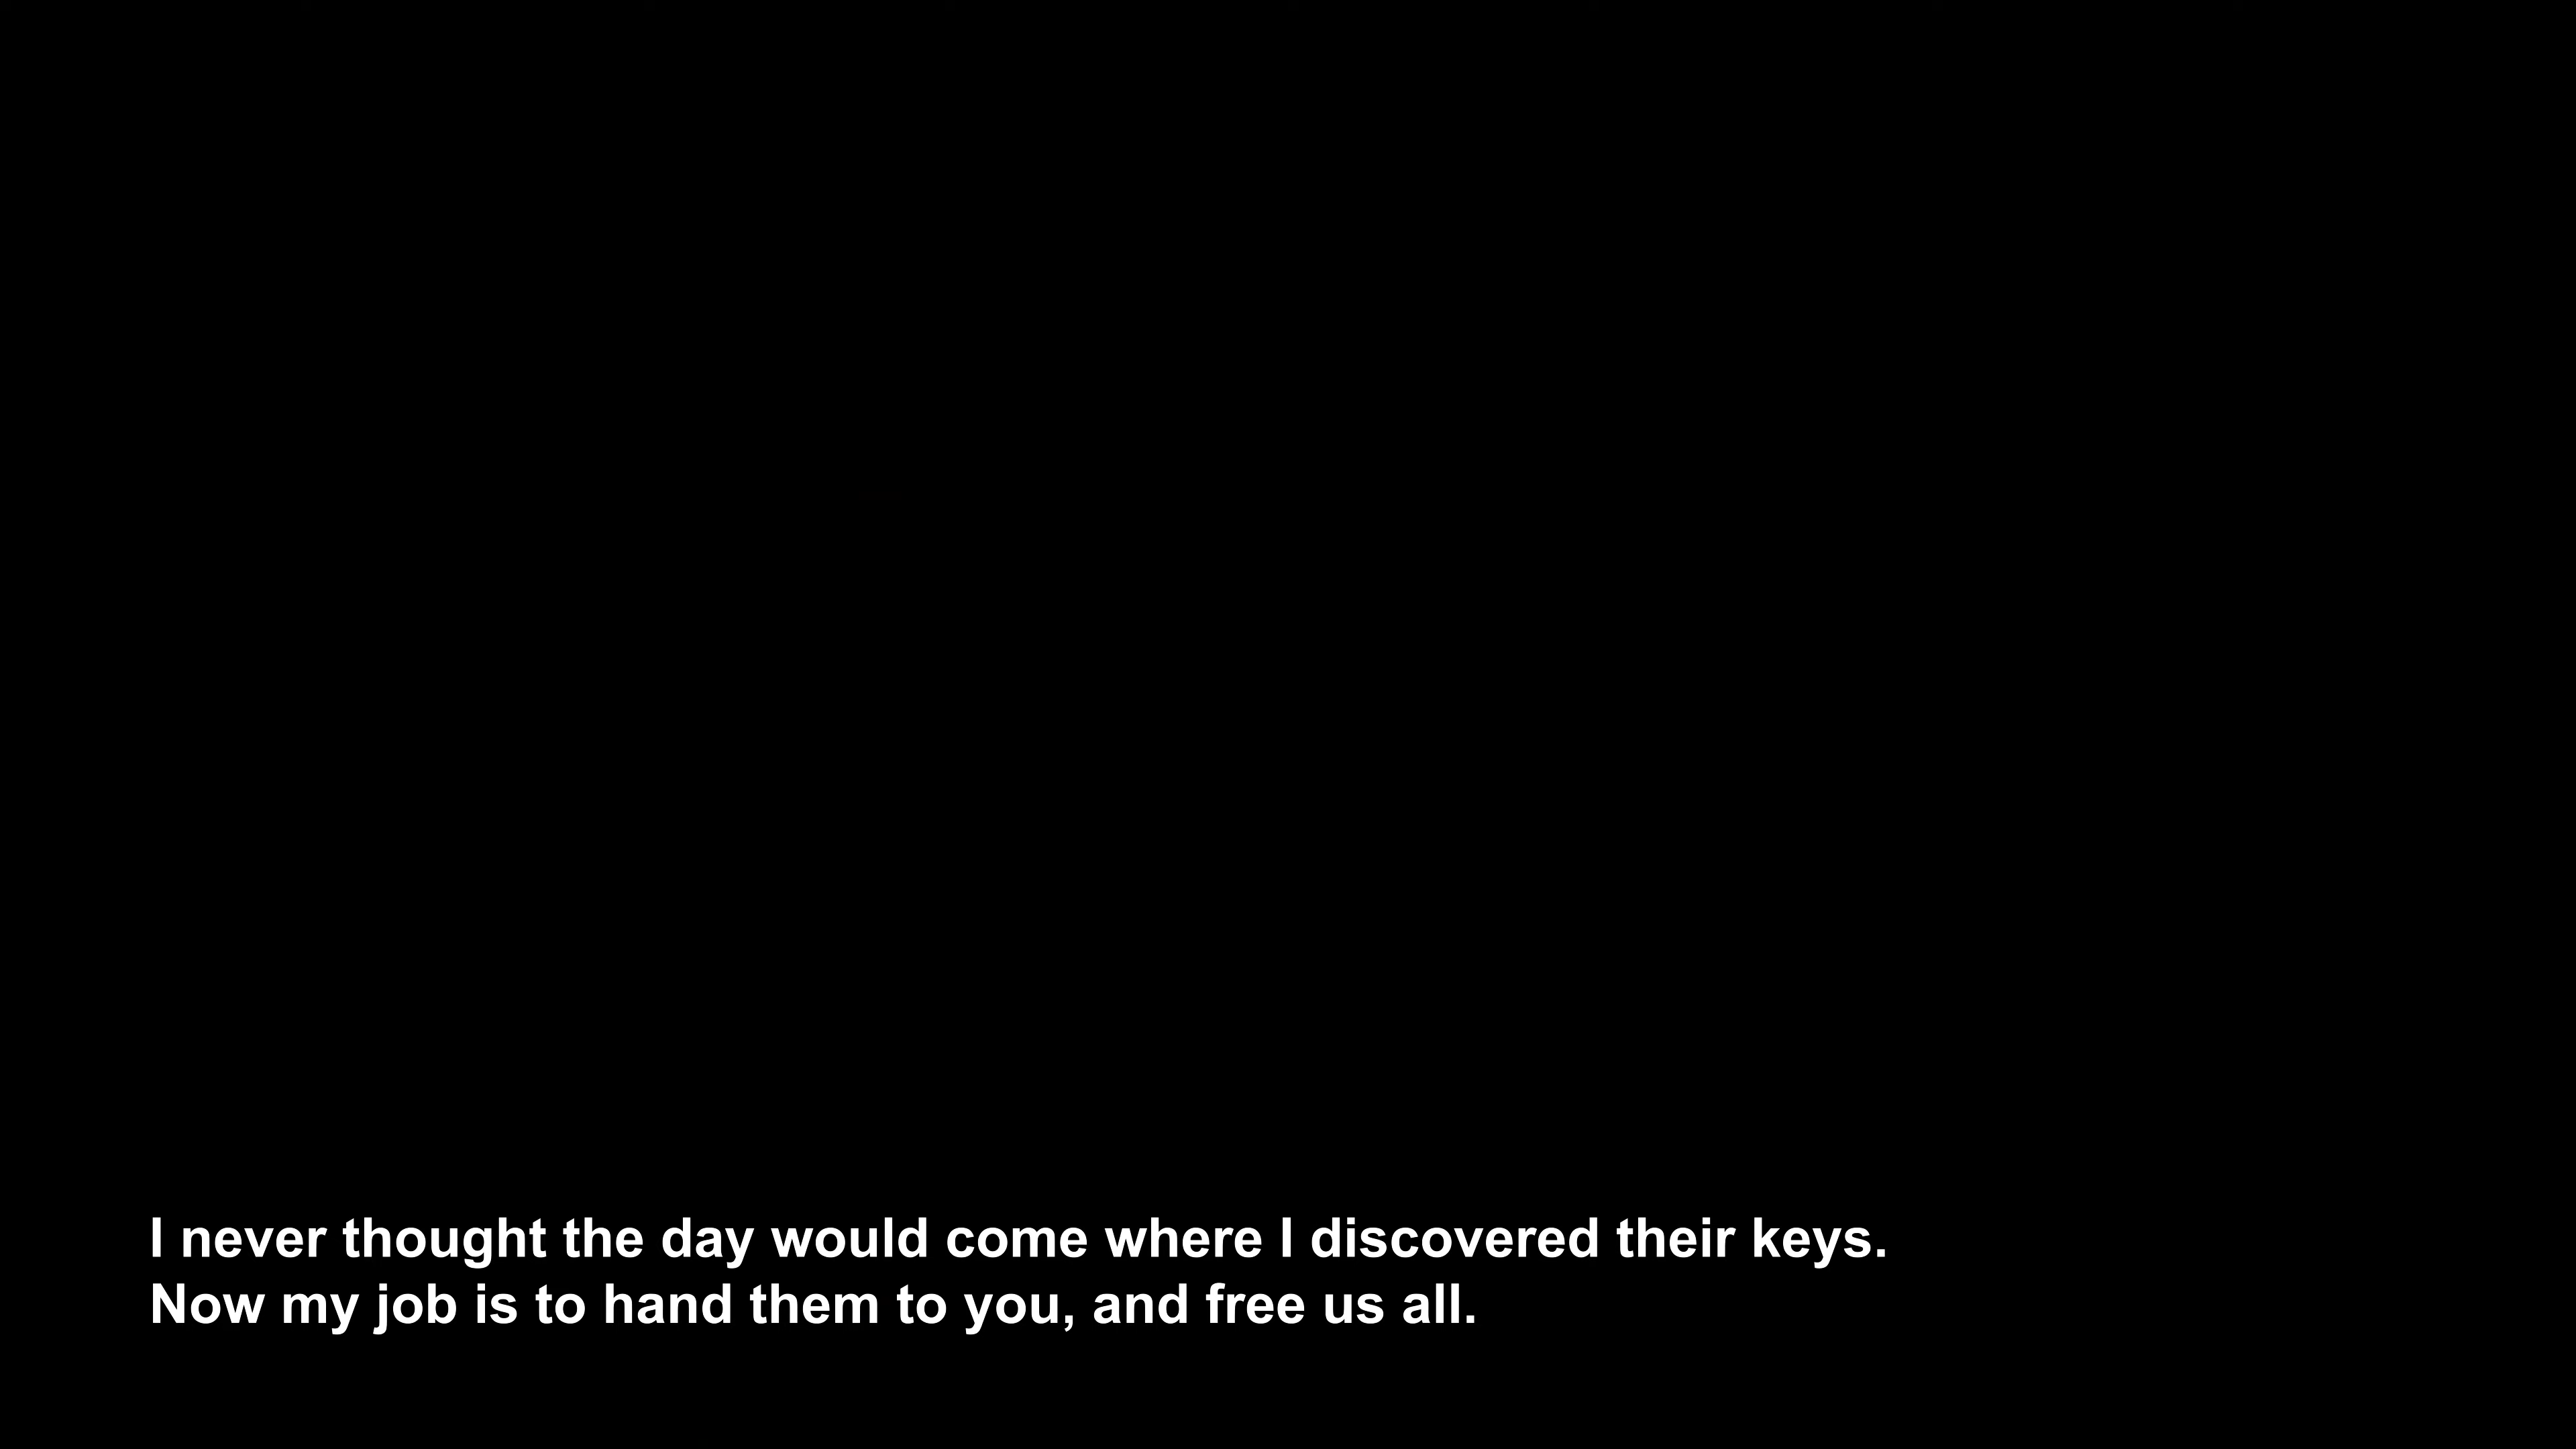 I never thought the day would come where I discovered their keys.
Now my job is to hand them to you, and free us all.